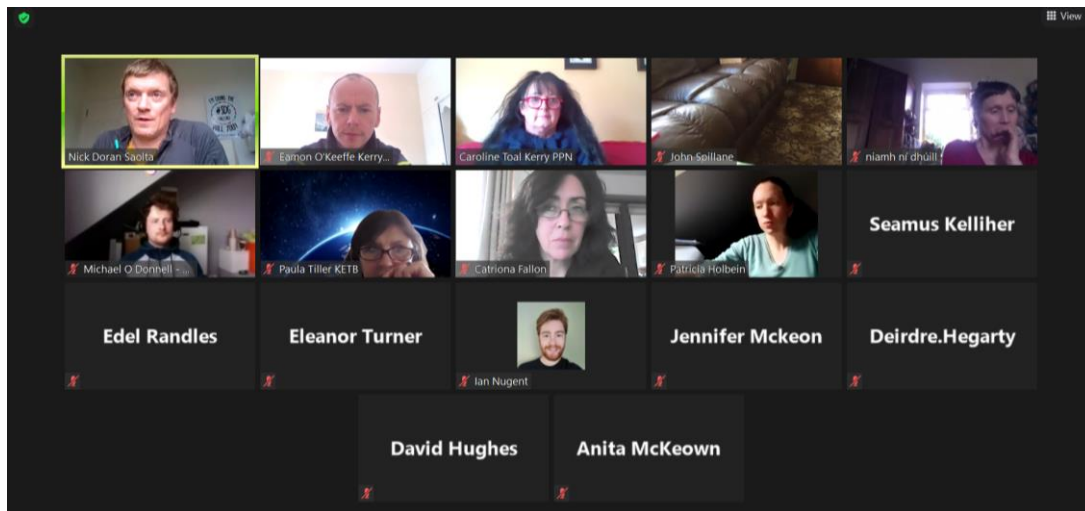 View
Nick Doran Saolta
Eamon O'Keeffe Kerry...
Caroline Toal Kerry PPN
John Spillane
niamh ní dhúill
Michael O Donnell - ...
Paula Tiller KETB
Catriona Fallon
Patricia Holbein
Seamus Kelliher
Edel Randles
Eleanor Turner
Ian Nugent
Jennifer Mckeon
Deirdre.Hegarty
David Hughes
Anita McKeown